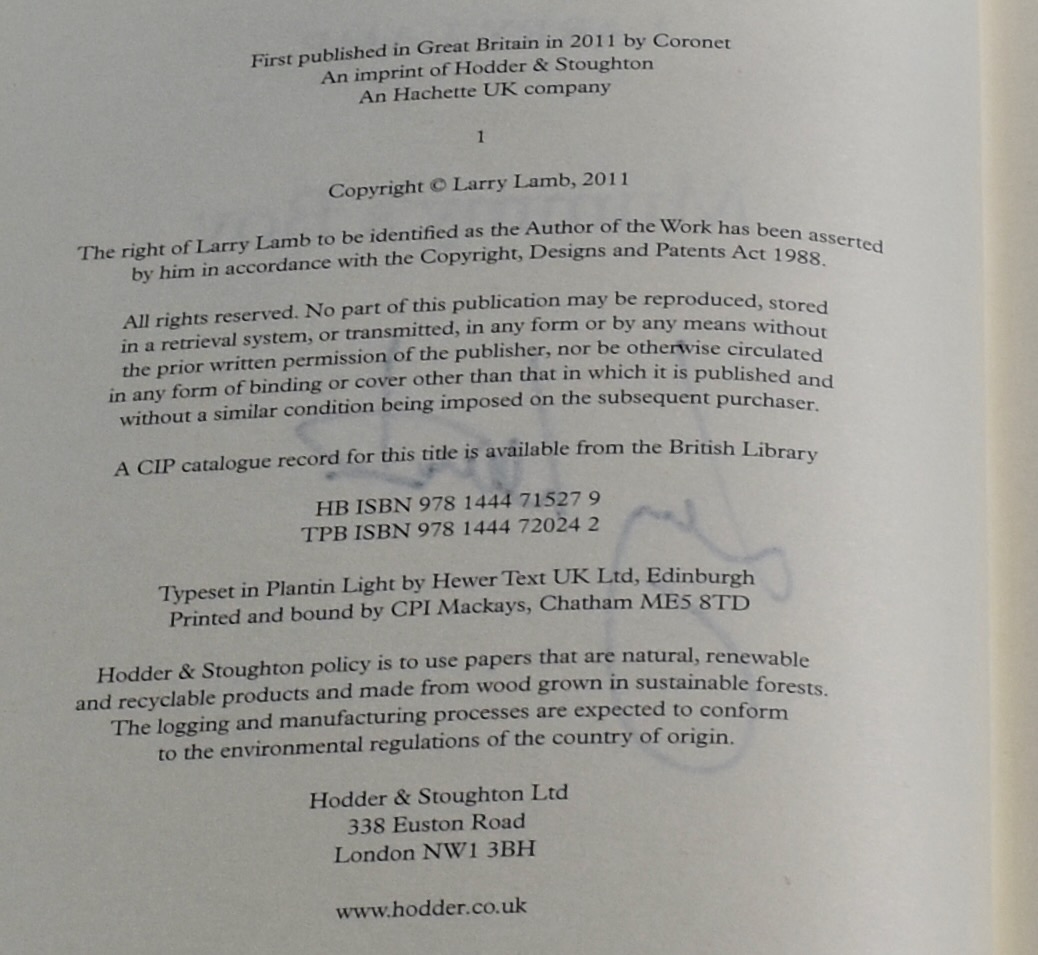 First published in Great Britain in 2011 by Coronet
An imprint of Hodder & Stoughton
An Hachette UK company
1
Copyright © Larry Lamb, 2011
The right of Larry Lamb to be identified as the Author of the Work has been asserted
by him in accordance with the Copyright, Designs and Patents Act 1988.
All rights reserved. No part of this publication may be reproduced, stored
in a retrieval system, or transmitted, in any form or by any means without
the prior written permission of the publisher, nor be otherwise circulated
in any form of binding or cover other than that in which it is published and
without a similar condition being imposed on the subsequent purchaser.
A CIP catalogue record for this title is available from the British Library
HB ISBN 978 1444 71527 9
TPB ISBN 978 1444 72024 2
Typeset in Plantin Light by Hewer Text UK Ltd, Edinburgh
Printed and bound by CPI Mackays, Chatham ME5 8TD
Hodder & Stoughton policy is to use papers that are natural, renewable
and recyclable products and made from wood grown in sustainable forests.
The logging and manufacturing processes are expected to conform
to the environmental regulations of the country of origin.
Hodder & Stoughton Ltd
338 Euston Road
London NW1 3BH
www.hodder.co.uk